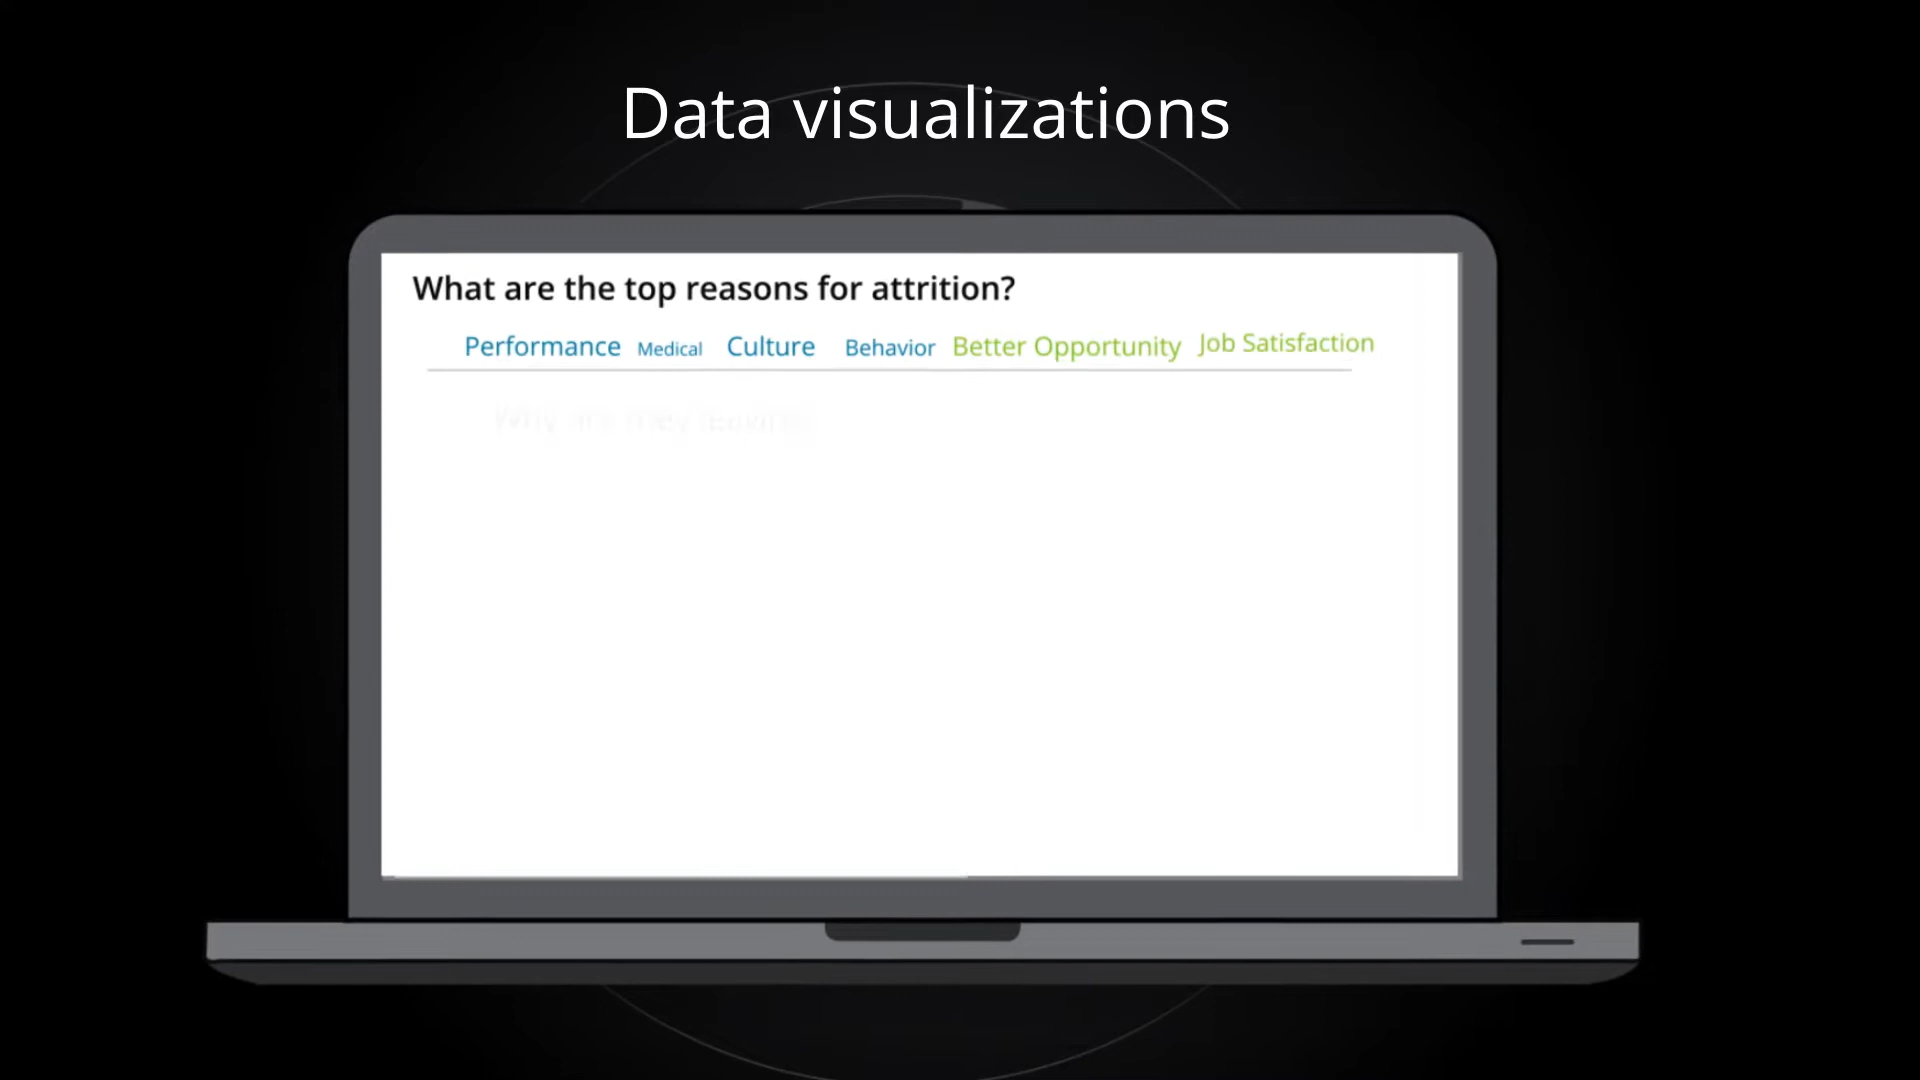 Data visualizations
What are the top reasons for attrition?
Performance Medical Culture Behavior Better Opportunity Job Satisfaction